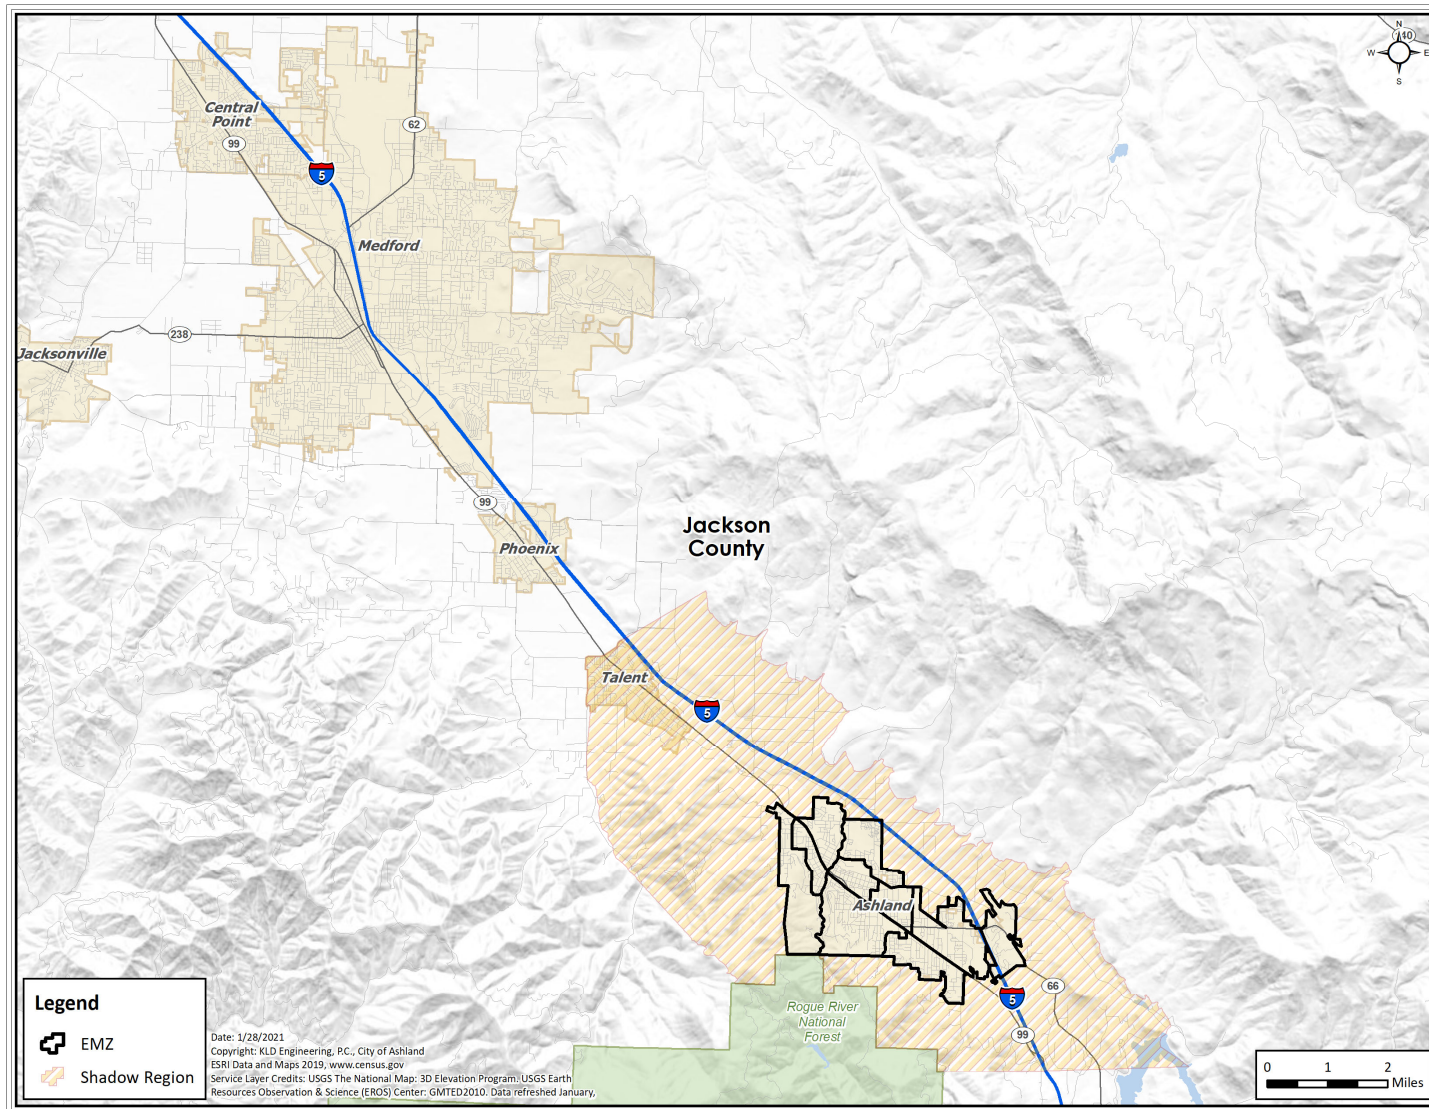 N
W
E
S
140
Central
Point
99
62
5
Medford
238
Jacksonville
99
Phoenix
Jackson
County
Talent
5
Ashland
66
5
99
Rogue River
National
Forest
Legend
EMZ
Shadow Region
Date: 1/28/2021
Copyright: KLD Engineering, P.C., City of Ashland
ESRI Data and Maps 2019, www.census.gov
Service Layer Credits: USGS The National Map: 3D Elevation Program. USGS Earth
Resources Observation & Science (EROS) Center: GMTED2010. Data refreshed January,
0 1 2
Miles